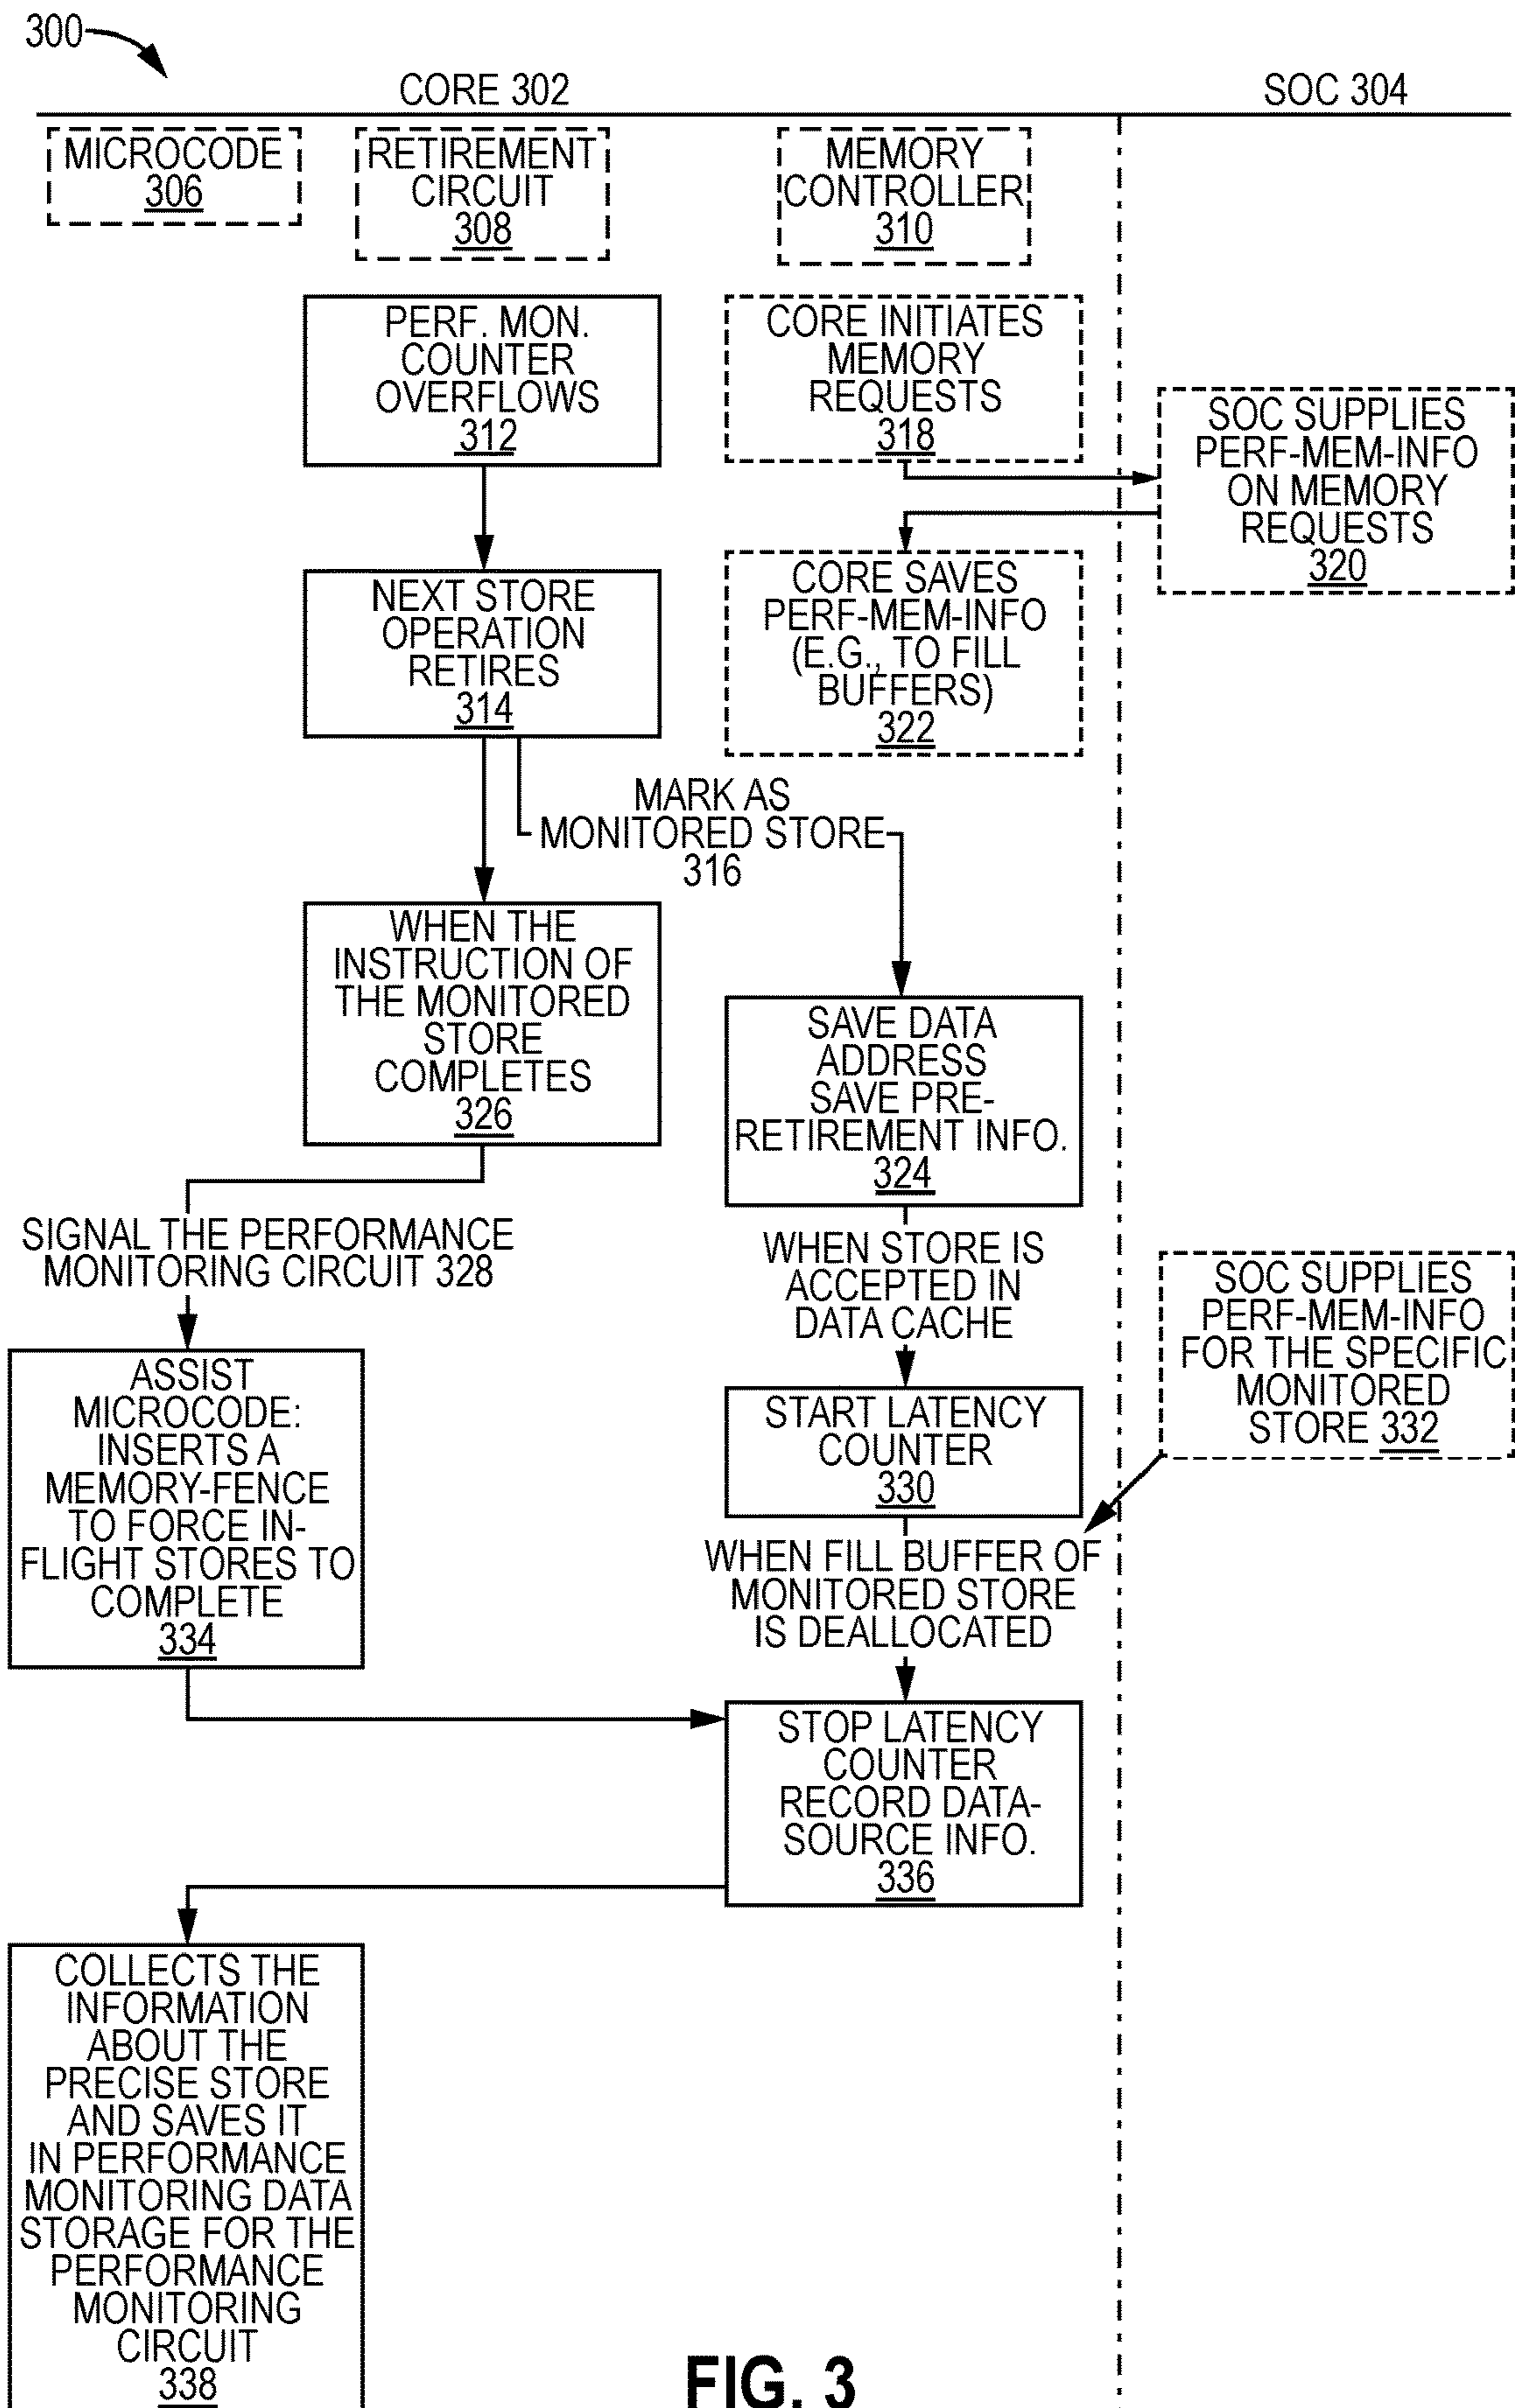 300
CORE 302
SOC 304
MICROCODE
306
RETIREMENT
CIRCUIT
308
MEMORY
CONTROLLER
310
PERF. MON.
COUNTER
OVERFLOWS
312
CORE INITIATES
MEMORY
REQUESTS
318
SOC SUPPLIES
PERF-MEM-INFO
ON MEMORY
REQUESTS
320
NEXT STORE
OPERATION
RETIRES
314
CORE SAVES
PERF-MEM-INFO
(E.G., TO FILL
BUFFERS)
322
MARK AS
MONITORED STORE
316
WHEN THE
INSTRUCTION OF
THE MONITORED
STORE
COMPLETES
326
SAVE DATA
ADDRESS
SAVE PRE-
RETIREMENT INFO.
324
SIGNAL THE PERFORMANCE
MONITORING CIRCUIT 328
WHEN STORE IS
ACCEPTED IN
DATA CACHE
SOC SUPPLIES
PERF-MEM-INFO
FOR THE SPECIFIC
MONITORED
STORE 332
ASSIST
MICROCODE:
INSERTS A
MEMORY-FENCE
TO FORCE IN-
FLIGHT STORES TO
COMPLETE
334
START LATENCY
COUNTER
330
WHEN FILL BUFFER OF
MONITORED STORE
IS DEALLOCATED
STOP LATENCY
COUNTER
RECORD DATA-
SOURCE INFO.
336
COLLECTS THE
INFORMATION
ABOUT THE
PRECISE STORE
AND SAVES IT
IN PERFORMANCE
MONITORING DATA
STORAGE FOR THE
PERFORMANCE
MONITORING
CIRCUIT
338
FIG. 3